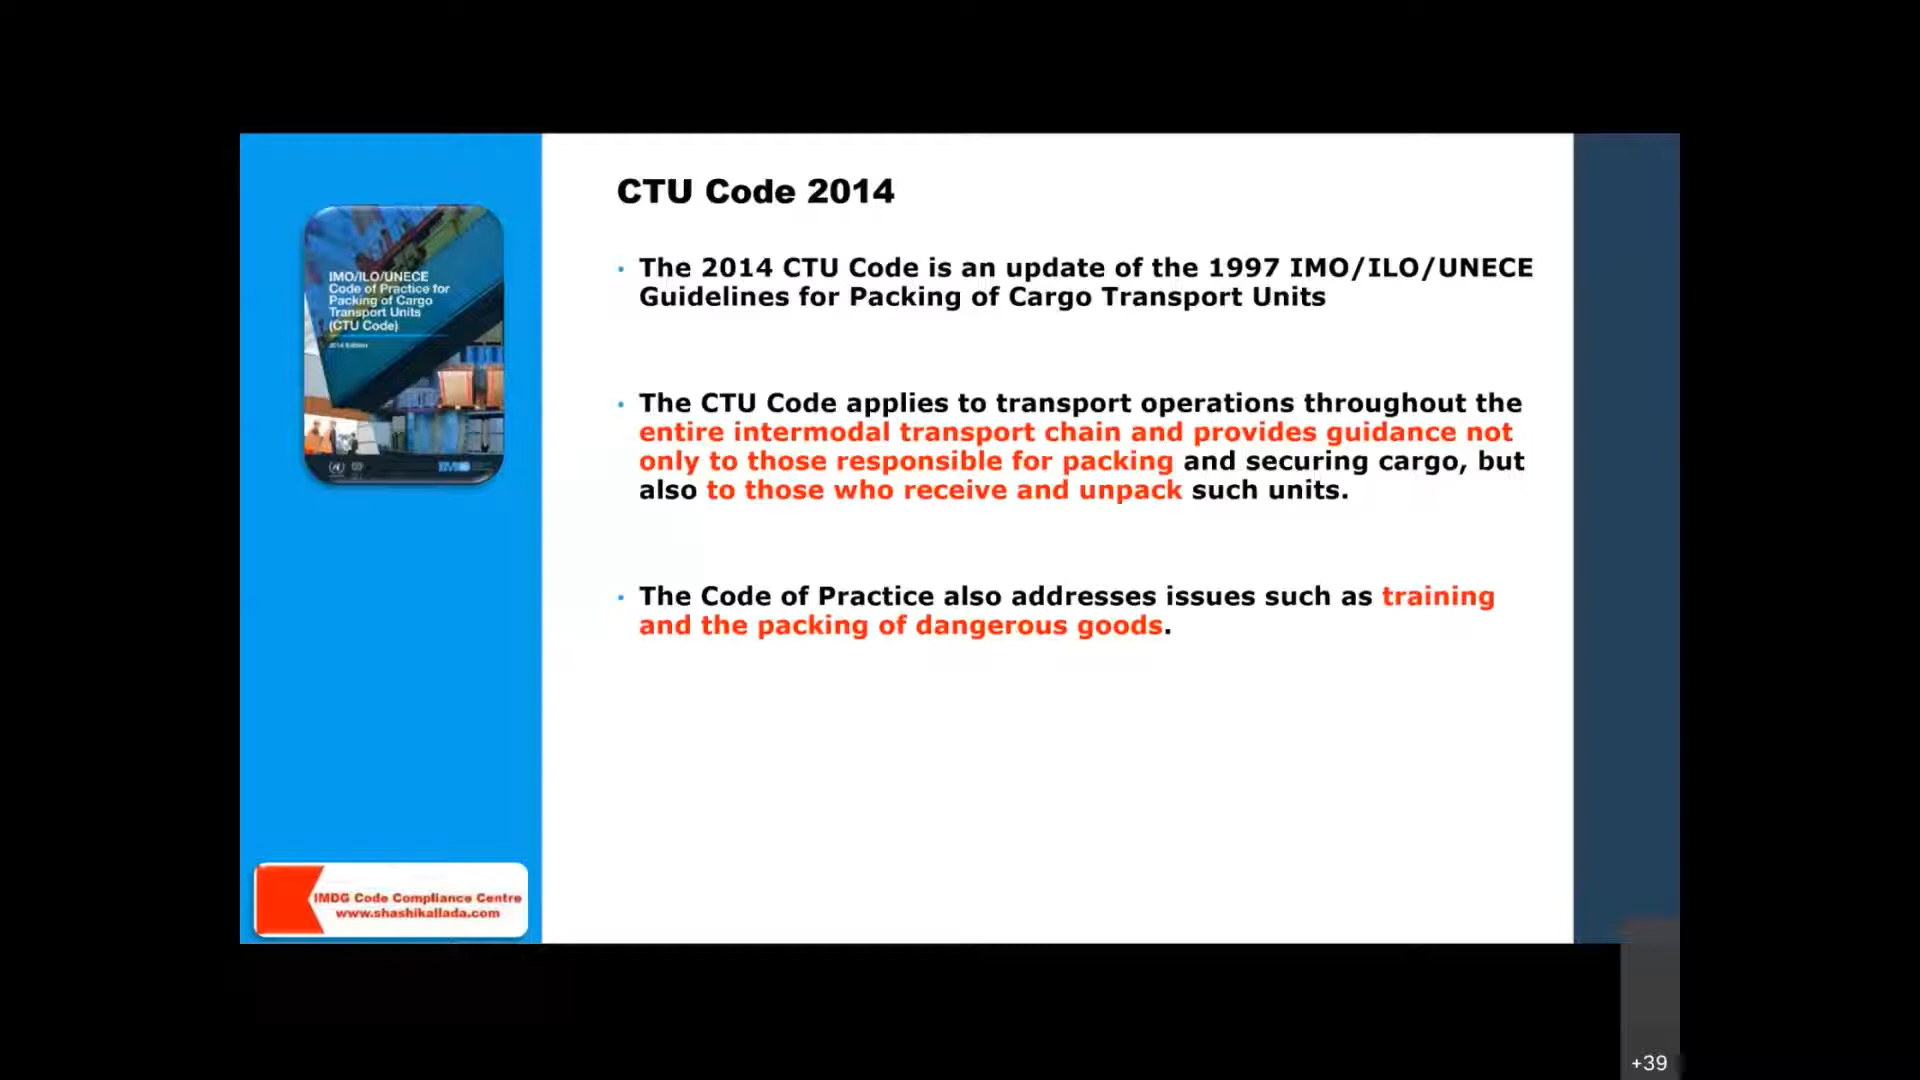 CTU Code 2014
IMO/ILO/UNECE
Code of Practice for
Packing of Cargo
Transport Units
(CTU Code)
2014 Edition
• The 2014 CTU Code is an update of the 1997 IMO/ILO/UNECE
Guidelines for Packing of Cargo Transport Units
• The CTU Code applies to transport operations throughout the
entire intermodal transport chain and provides guidance not
only to those responsible for packing and securing cargo, but
also to those who receive and unpack such units.
• The Code of Practice also addresses issues such as training
and the packing of dangerous goods.
IMDG Code Compliance Centre
www.shashikallada.com
+39